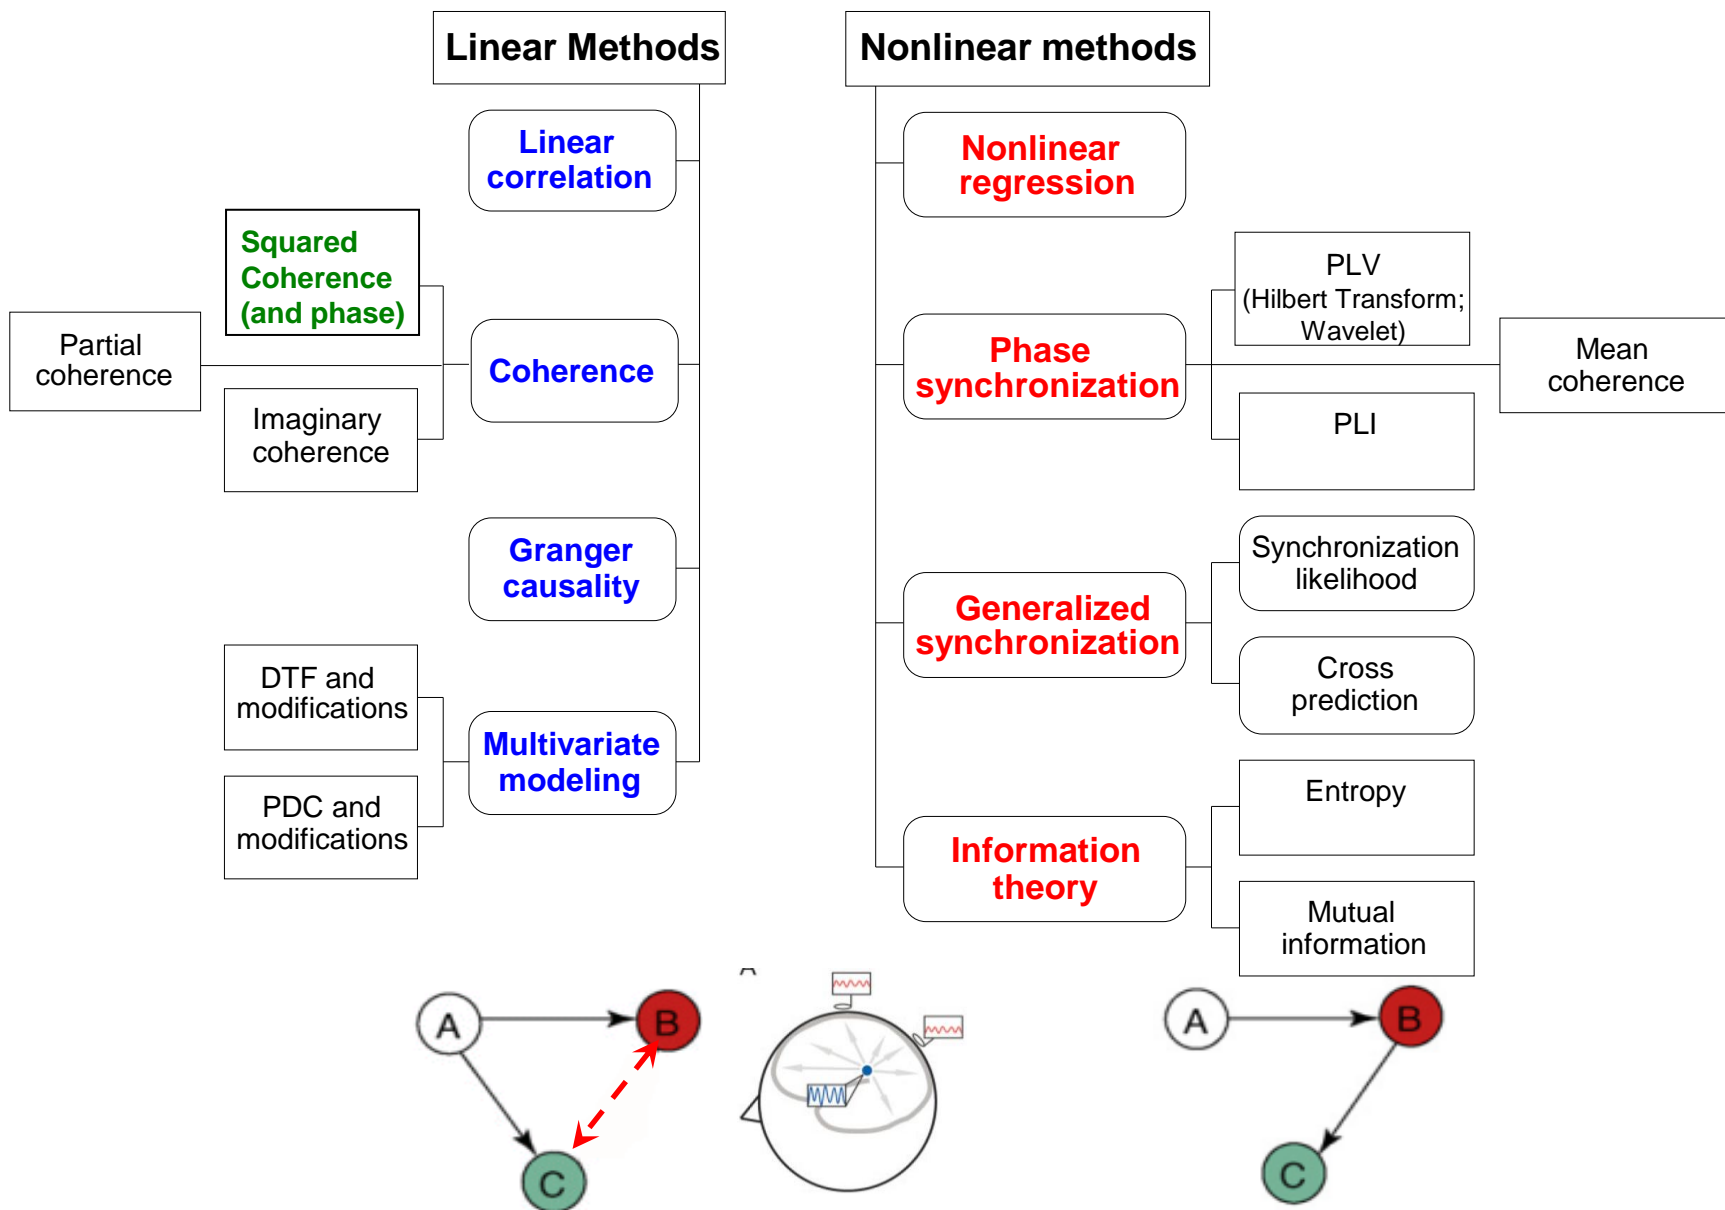 Linear Methods
Linear
correlation
Squared
Coherence
(and phase)
Partial
coherence
Coherence
Imaginary
coherence
Granger
causality
DTF and
modifications
Multivariate
modeling
PDC and
modifications
Nonlinear methods
Nonlinear
regression
PLV
(Hilbert Transform;
Wavelet)
Phase
synchronization
Mean
coherence
PLI
Synchronization
likelihood
Generalized
synchronization
Cross
prediction
Entropy
Information
theory
Mutual
information
A
B
C
A
B
C